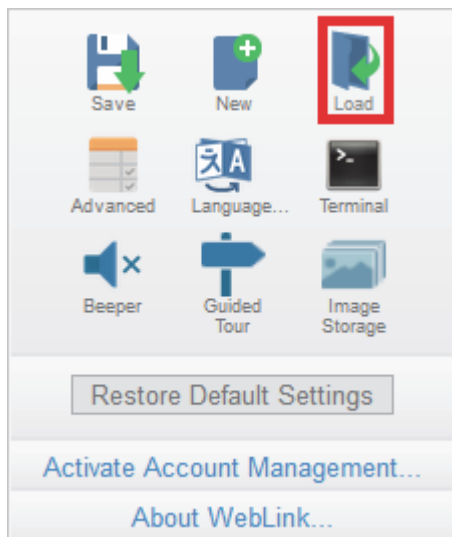 Save New Load
Advanced Language... Terminal
Beeper Guided Image
Tour Storage
Restore Default Settings
Activate Account Management...
About WebLink...